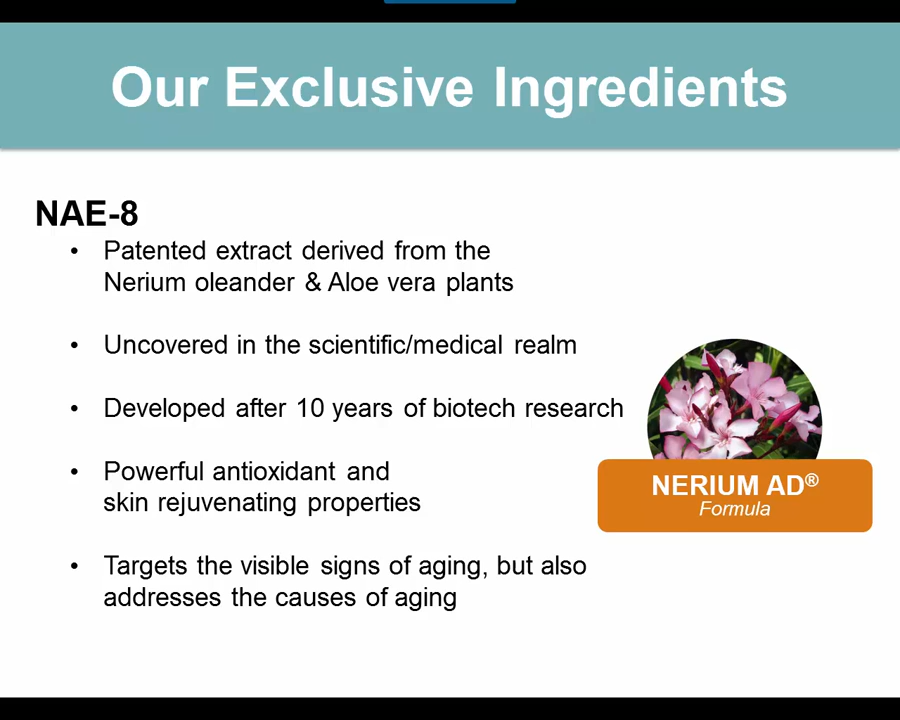 Our Exclusive Ingredients
NAE-8
• Patented extract derived from the
Nerium oleander & Aloe vera plants
• Uncovered in the scientific/medical realm
• Developed after 10 years of biotech research
• Powerful antioxidant and
skin rejuvenating properties
• Targets the visible signs of aging, but also
addresses the causes of aging
NERIUM AD®
Formula